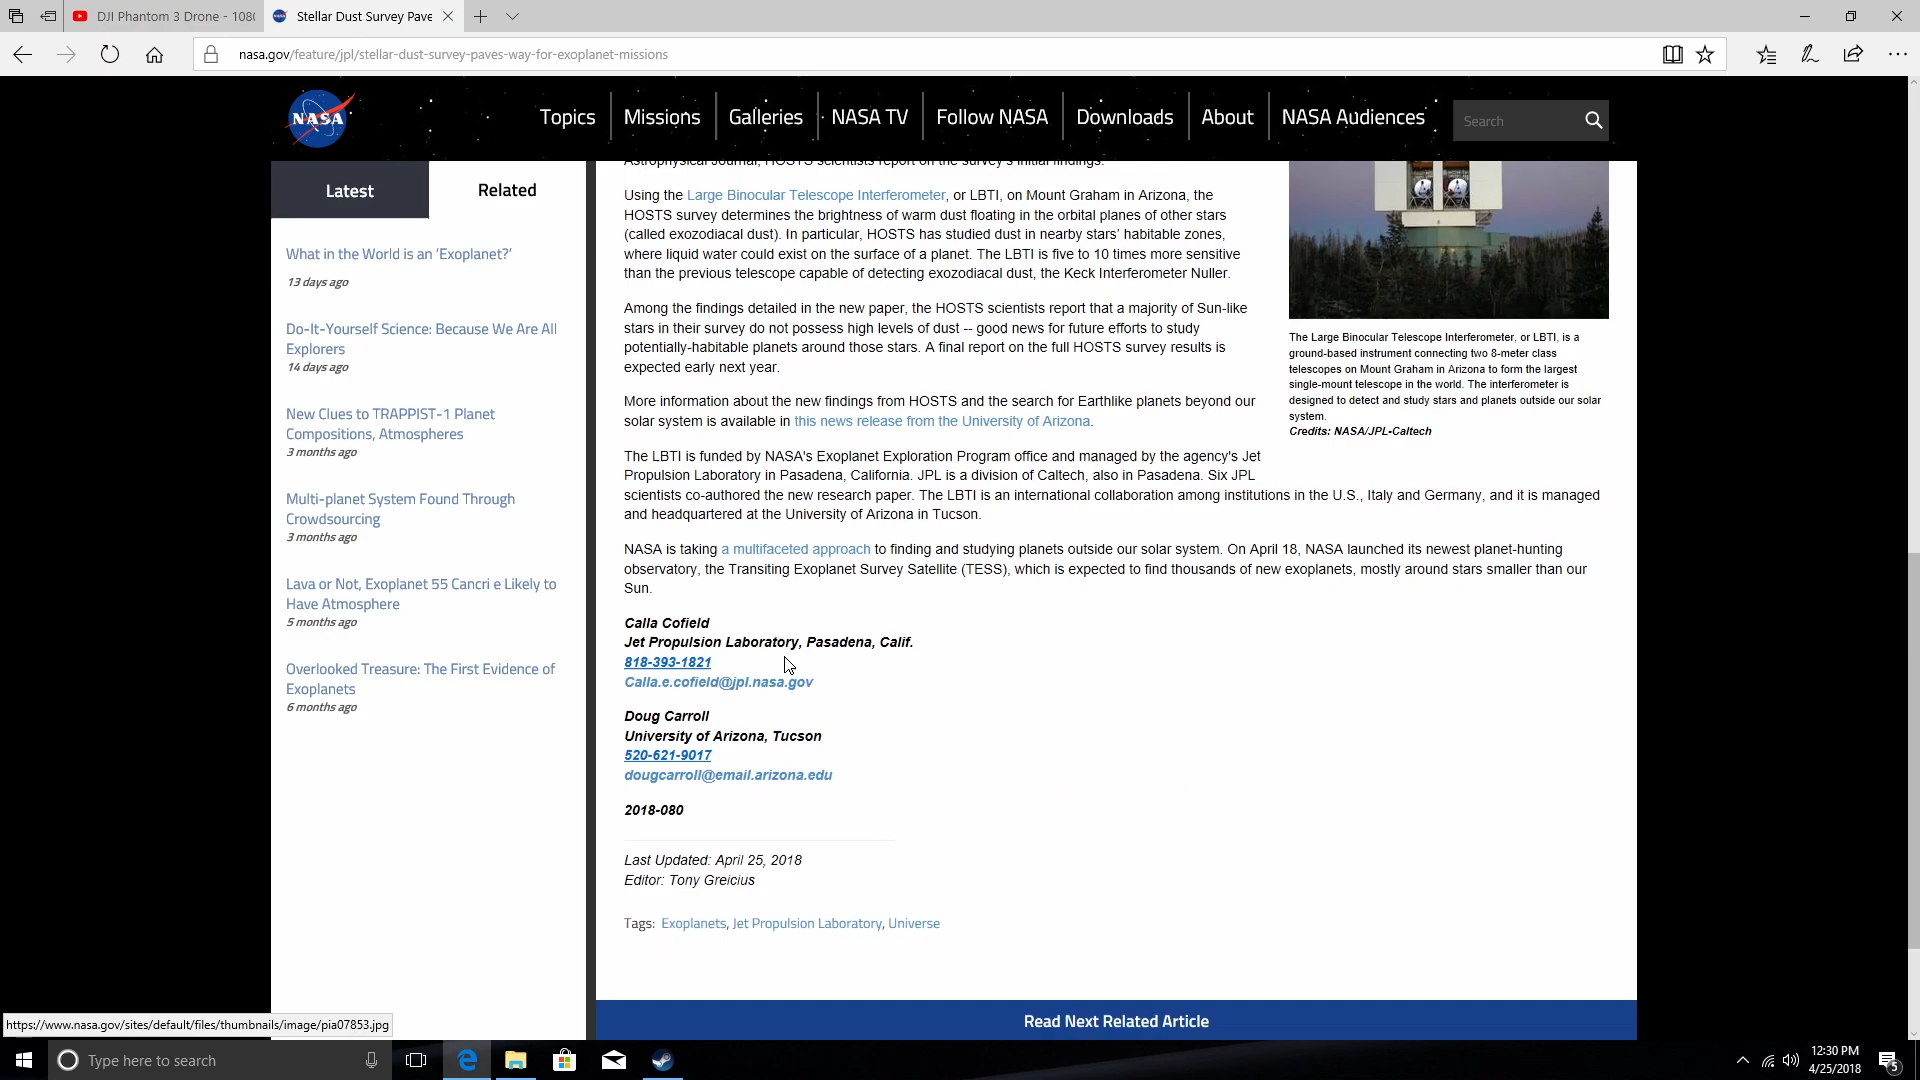 DJI Phantom 3 Drone - 1080
Stellar Dust Survey Pave
nasa.gov/feature/jpl/stellar-dust-survey-paves-way-for-exoplanet-missions
NASA
Topics
Missions
Galleries
NASA TV
Follow NASA
Downloads
About
NASA Audiences
Search
Latest
Related
What in the World is an ‘Exoplanet?’
13 days ago
Do-It-Yourself Science: Because We Are All
Explorers
14 days ago
New Clues to TRAPPIST-1 Planet
Compositions, Atmospheres
3 months ago
Multi-planet System Found Through
Crowdsourcing
3 months ago
Lava or Not, Exoplanet 55 Cancri e Likely to
Have Atmosphere
5 months ago
Overlooked Treasure: The First Evidence of
Exoplanets
6 months ago
Astrophysical Journal, HOSTS scientists report on the survey's initial findings.
Using the Large Binocular Telescope Interferometer, or LBTI, on Mount Graham in Arizona, the
HOSTS survey determines the brightness of warm dust floating in the orbital planes of other stars
(called exozodiacal dust). In particular, HOSTS has studied dust in nearby stars’ habitable zones,
where liquid water could exist on the surface of a planet. The LBTI is five to 10 times more sensitive
than the previous telescope capable of detecting exozodiacal dust, the Keck Interferometer Nuller.
Among the findings detailed in the new paper, the HOSTS scientists report that a majority of Sun-like
stars in their survey do not possess high levels of dust -- good news for future efforts to study
potentially-habitable planets around those stars. A final report on the full HOSTS survey results is
expected early next year.
More information about the new findings from HOSTS and the search for Earthlike planets beyond our
solar system is available in this news release from the University of Arizona.
The LBTI is funded by NASA's Exoplanet Exploration Program office and managed by the agency's Jet
Propulsion Laboratory in Pasadena, California. JPL is a division of Caltech, also in Pasadena. Six JPL
scientists co-authored the new research paper. The LBTI is an international collaboration among institutions in the U.S., Italy and Germany, and it is managed
and headquartered at the University of Arizona in Tucson.
NASA is taking a multifaceted approach to finding and studying planets outside our solar system. On April 18, NASA launched its newest planet-hunting
observatory, the Transiting Exoplanet Survey Satellite (TESS), which is expected to find thousands of new exoplanets, mostly around stars smaller than our
Sun.
Calla Cofield
Jet Propulsion Laboratory, Pasadena, Calif.
818-393-1821
Calla.e.cofield@jpl.nasa.gov
Doug Carroll
University of Arizona, Tucson
520-621-9017
dougcarroll@email.arizona.edu
2018-080
Last Updated: April 25, 2018
Editor: Tony Greicius
Tags: Exoplanets, Jet Propulsion Laboratory, Universe
The Large Binocular Telescope Interferometer, or LBTI, is a
ground-based instrument connecting two 8-meter class
telescopes on Mount Graham in Arizona to form the largest
single-mount telescope in the world. The interferometer is
designed to detect and study stars and planets outside our solar
system.
Credits: NASA/JPL-Caltech
Read Next Related Article
https://www.nasa.gov/sites/default/files/thumbnails/image/pia07853.jpg
Type here to search
12:30 PM
4/25/2018
5